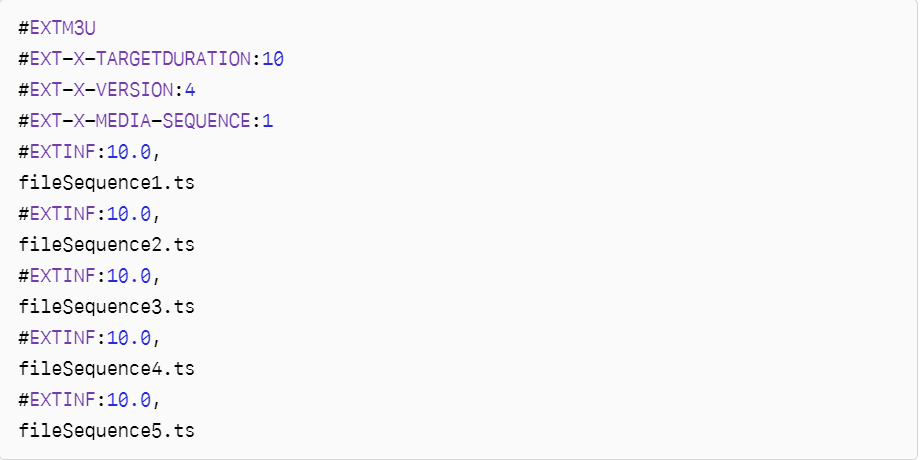 #EXTM3U
#EXT-X-TARGETDURATION:10
#EXT-X-VERSION:4
#EXT-X-MEDIA-SEQUENCE:1
#EXTINF:10.0,
fileSequence1.ts
#EXTINF:10.0,
fileSequence2.ts
#EXTINF:10.0,
fileSequence3.ts
#EXTINF:10.0,
fileSequence4.ts
#EXTINF:10.0,
fileSequence5.ts